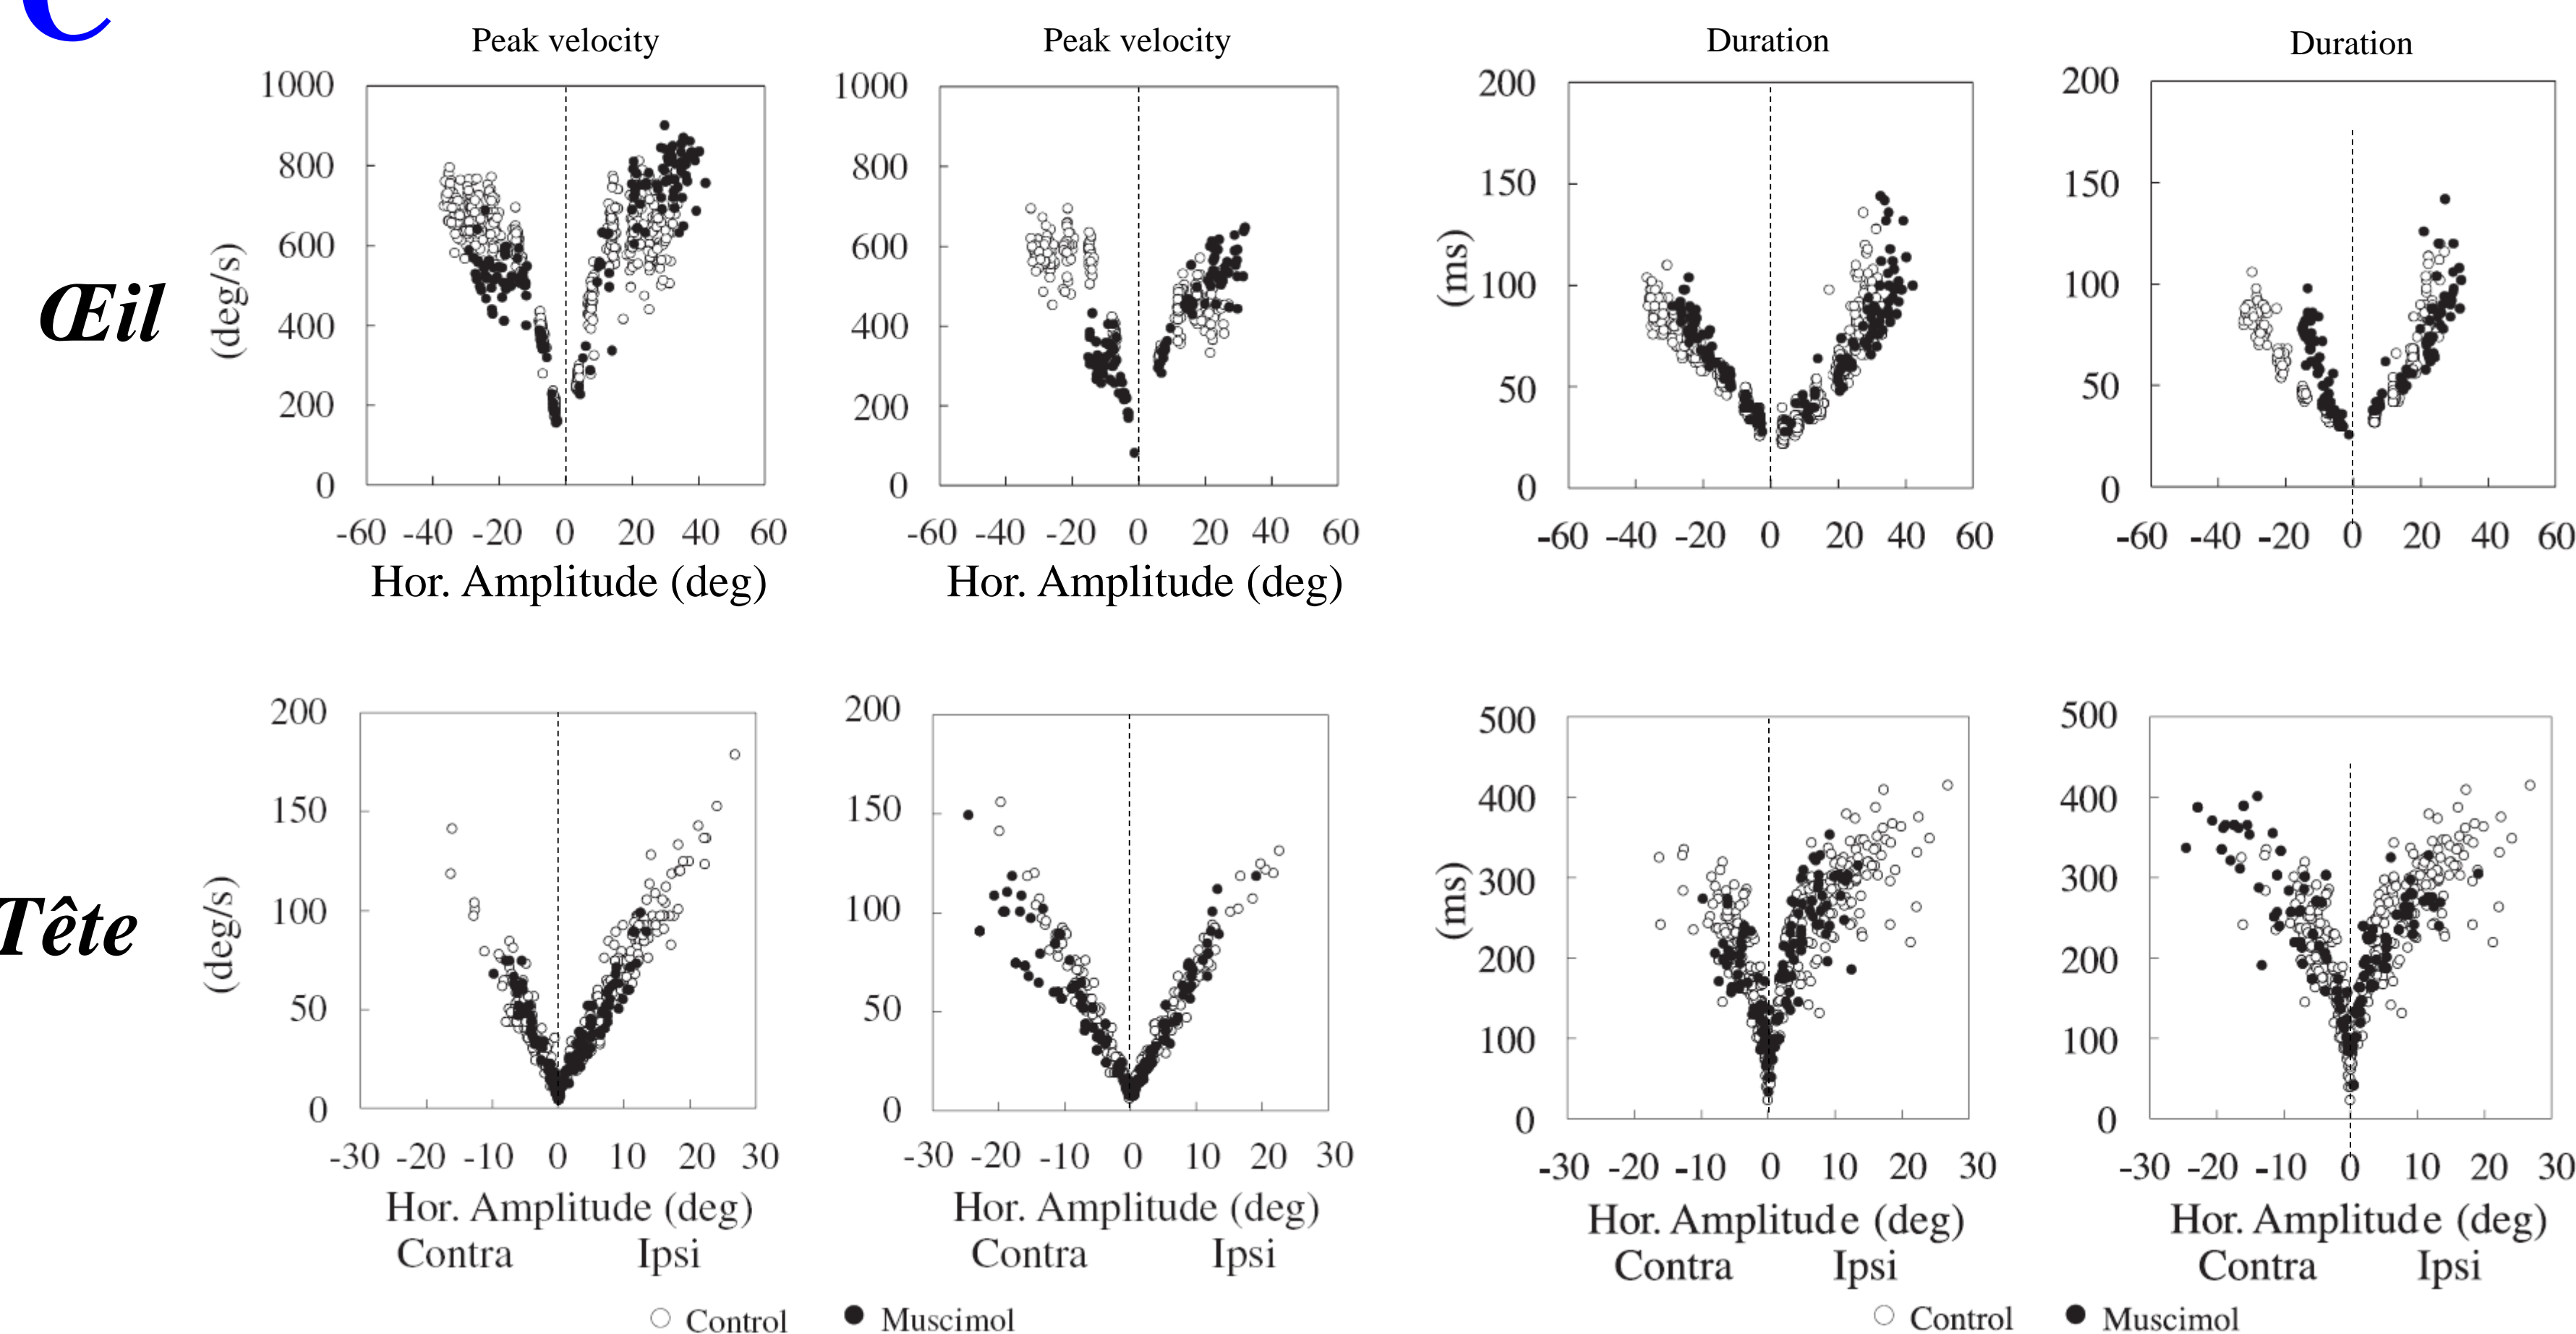 C
Peak velocity Peak velocity Duration Duration
1000 1000 200 200
800 800 150 150
600 600 100 100
400 400 50 50
200 200 0 0
0 0
Œil (deg/s) (ms)
-60 -40 -20 0 20 40 60 -60 -40 -20 0 20 40 60 -60 -40 -20 0 20 40 60 -60 -40 -20 0 20 40 60
Hor. Amplitude (deg) Hor. Amplitude (deg)
200 200 500 500
150 150 400 400
100 100 300 300
50 50 200 200
0 0 100 100
0 0
Tête (deg/s) (ms)
-30 -20 -10 0 10 20 30 -30 -20 -10 0 10 20 30 -30 -20 -10 0 10 20 30 -30 -20 -10 0 10 20 30
Hor. Amplitude (deg) Hor. Amplitude (deg) Hor. Amplitude (deg) Hor. Amplitude (deg)
Contra Ipsi Contra Ipsi Contra Ipsi Contra Ipsi
Control Muscimol Control Muscimol